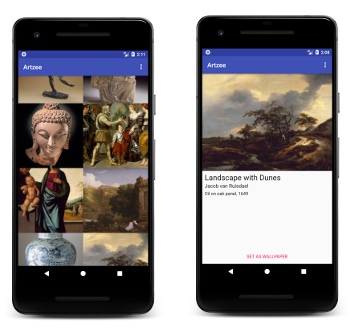 2:11
Artzee
2:08
Artzee
Landscape with Dunes
Jacob van Ruisdael
Oil on oak panel, 1649
SET AS WALLPAPER